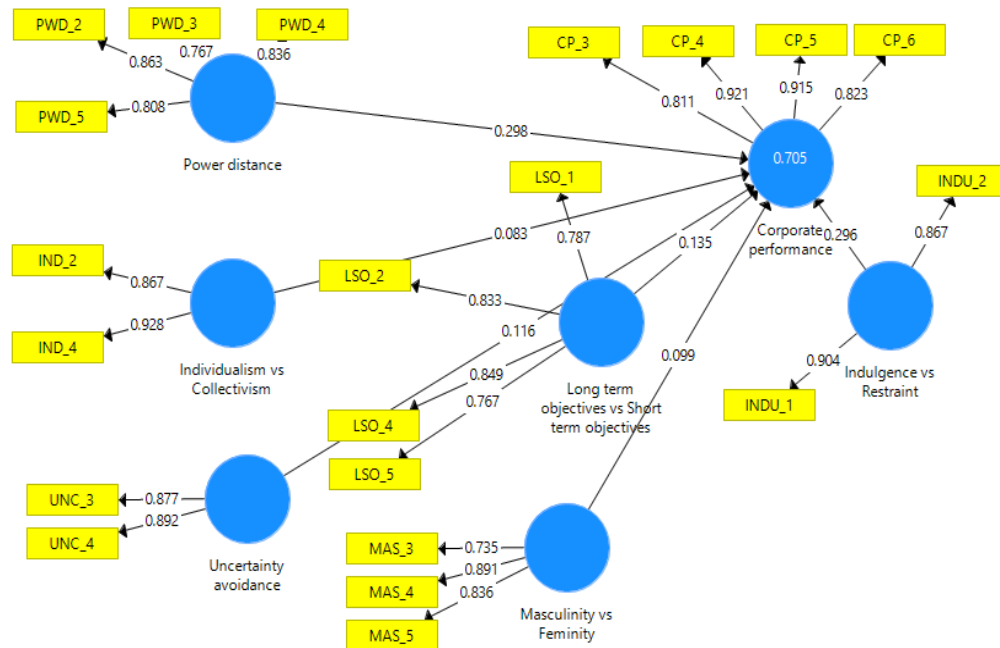 PWD_2
PWD_3
PWD_4
0.863
0.767
0.836
PWD_5
0.808
Power distance
CP_3
CP_4
CP_5
CP_6
0.811
0.921
0.915
0.823
0.298
0.705
Corporate
performance
LSO_1
0.787
INDU_2
0.867
0.296
0.904
INDU_1
Indulgence vs
Restraint
IND_2
0.867
IND_4
0.928
Individualism vs
Collectivism
0.083
LSO_2
0.833
0.135
0.116
0.849
0.767
LSO_4
LSO_5
Long term
objectives vs Short
term objectives
0.099
UNC_3
0.877
UNC_4
0.892
Uncertainty
avoidance
MAS_3
0.735
MAS_4
0.891
0.836
MAS_5
Masculinity vs
Feminity